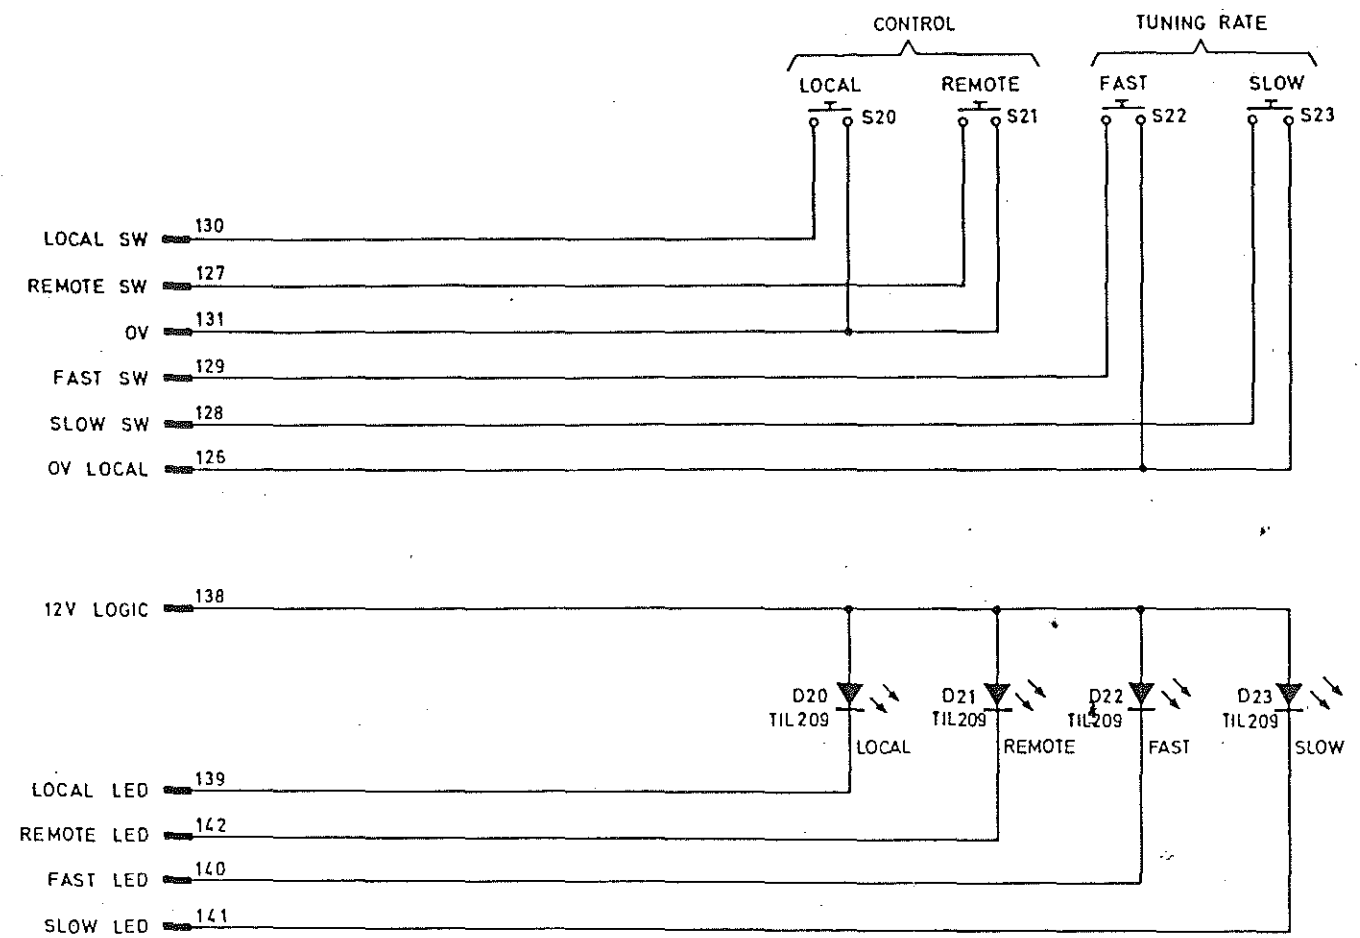 CONTROL
TUNING RATE
LOCAL
REMOTE
FAST
SLOW
S20
S21
S22
S23
LOCAL SW 130
REMOTE SW 127
0V 131
FAST SW 129
SLOW SW 128
0V LOCAL 126
12V LOGIC 138
D20
TIL209
LOCAL
D21
TIL209
REMOTE
D22
TIL209
FAST
D23
TIL209
SLOW
LOCAL LED 139
REMOTE LED 142
FAST LED 140
SLOW LED 141